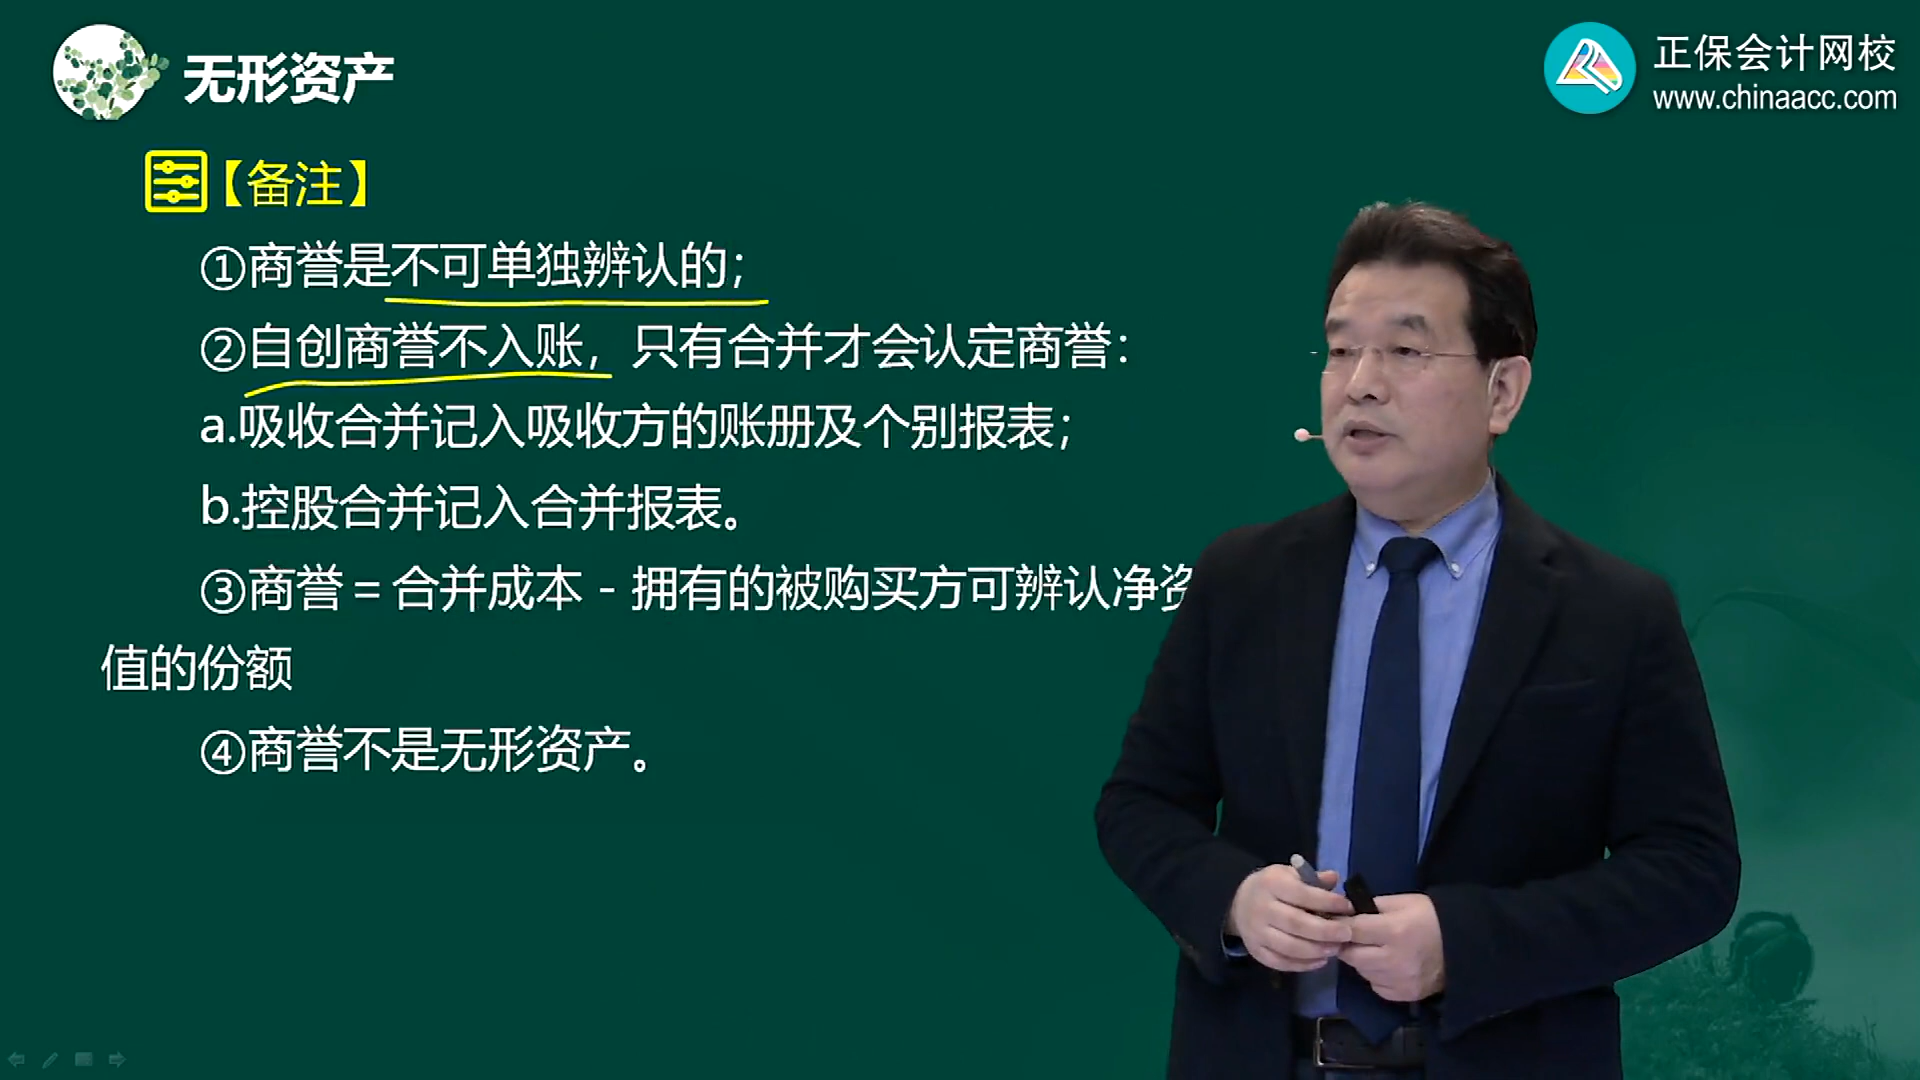 无形资产
正保会计网校
www.chinaacc.com
【备注】
①商誉是不可单独辨认的；
②自创商誉不入账，只有合并才会认定商誉：
a.吸收合并记入吸收方的账册及个别报表；
b.控股合并记入合并报表。
③商誉＝合并成本－拥有的被购买方可辨认净资
值的份额
④商誉不是无形资产。